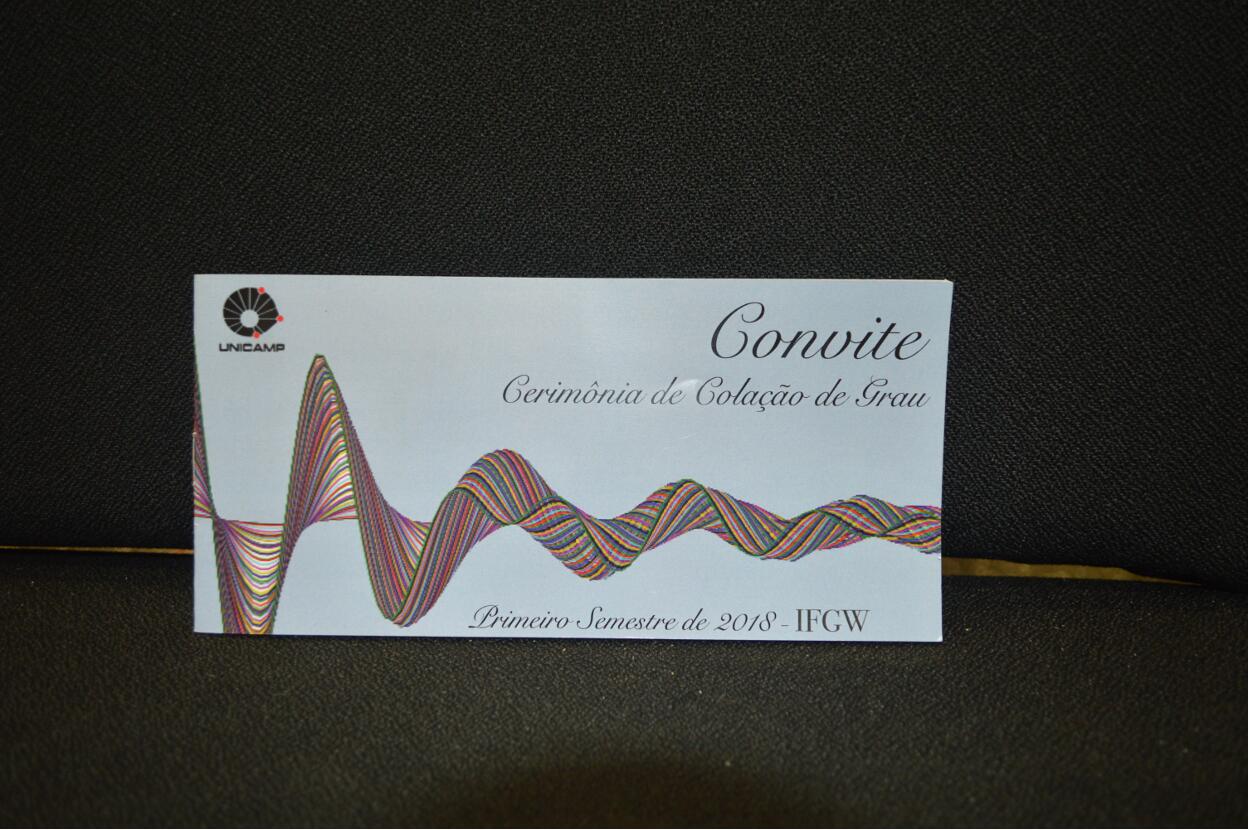 UNICAMP
Convite
Cerimônia de Colação de Grau
Primeiro Semestre de 2018 - IFGW